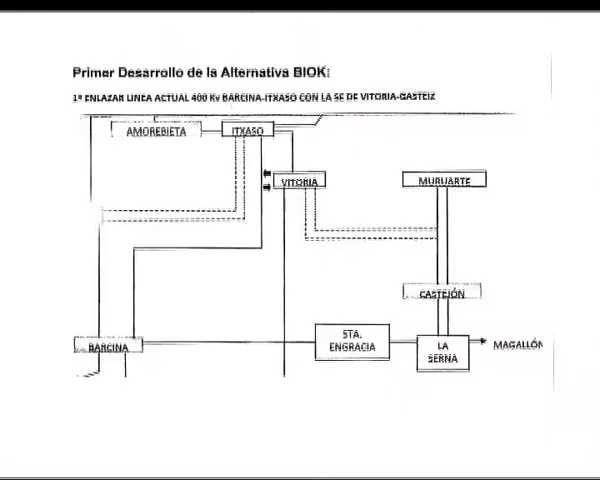 Primer Desarrollo de la Alternativa BIOK:
1ª ENLAZAR LINEA ACTUAL 400 Kv BARCINA-ITXASO CON LA SE DE VITORIA-GASTEIZ
AMOREBIETA
ITXASO
VITORIA
MURUARTE
CASTEJÓN
BARCINA
STA.
ENGRACIA
LA
SERNA
MAGALLÓN